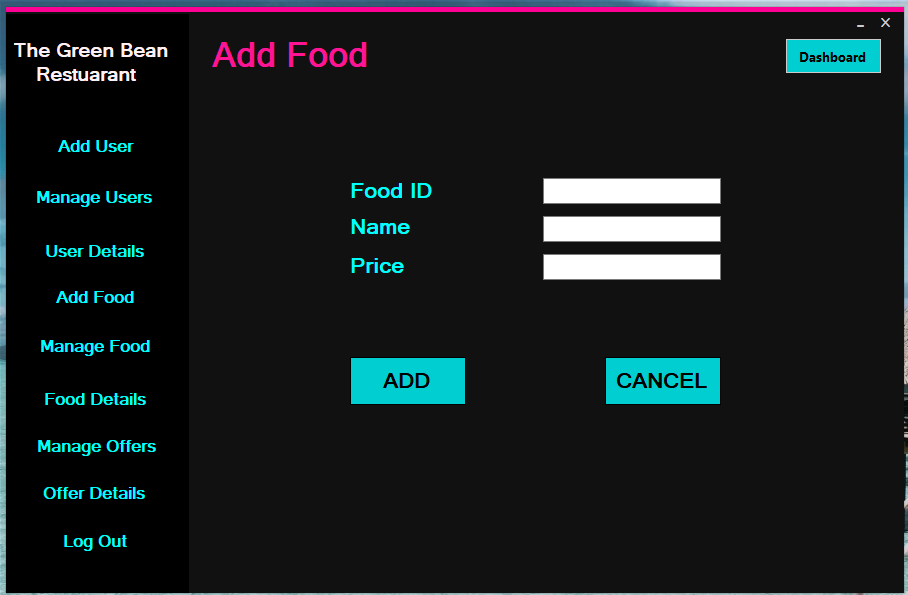 The Green Bean
Restuarant
Add User
Manage Users
User Details
Add Food
Manage Food
Food Details
Manage Offers
Offer Details
Log Out
Add Food
Dashboard
Food ID
Name
Price
ADD
CANCEL